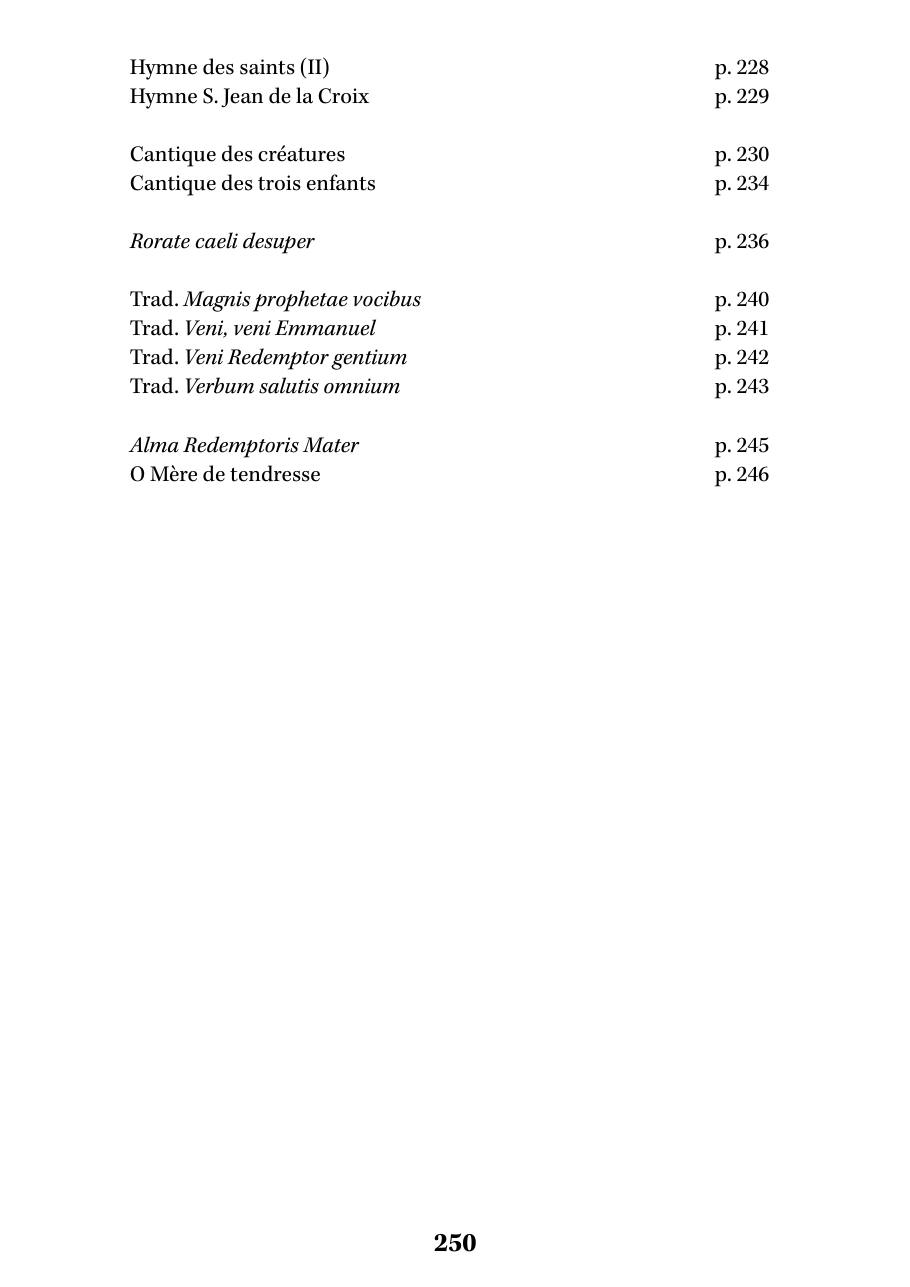 Hymne des saints (II) p. 228
Hymne S. Jean de la Croix p. 229
Cantique des créatures p. 230
Cantique des trois enfants p. 234
Rorate caeli desuper p. 236
Trad. Magnis prophetae vocibus p. 240
Trad. Veni, veni Emmanuel p. 241
Trad. Veni Redemptor gentium p. 242
Trad. Verbum salutis omnium p. 243
Alma Redemptoris Mater p. 245
O Mère de tendresse p. 246
250